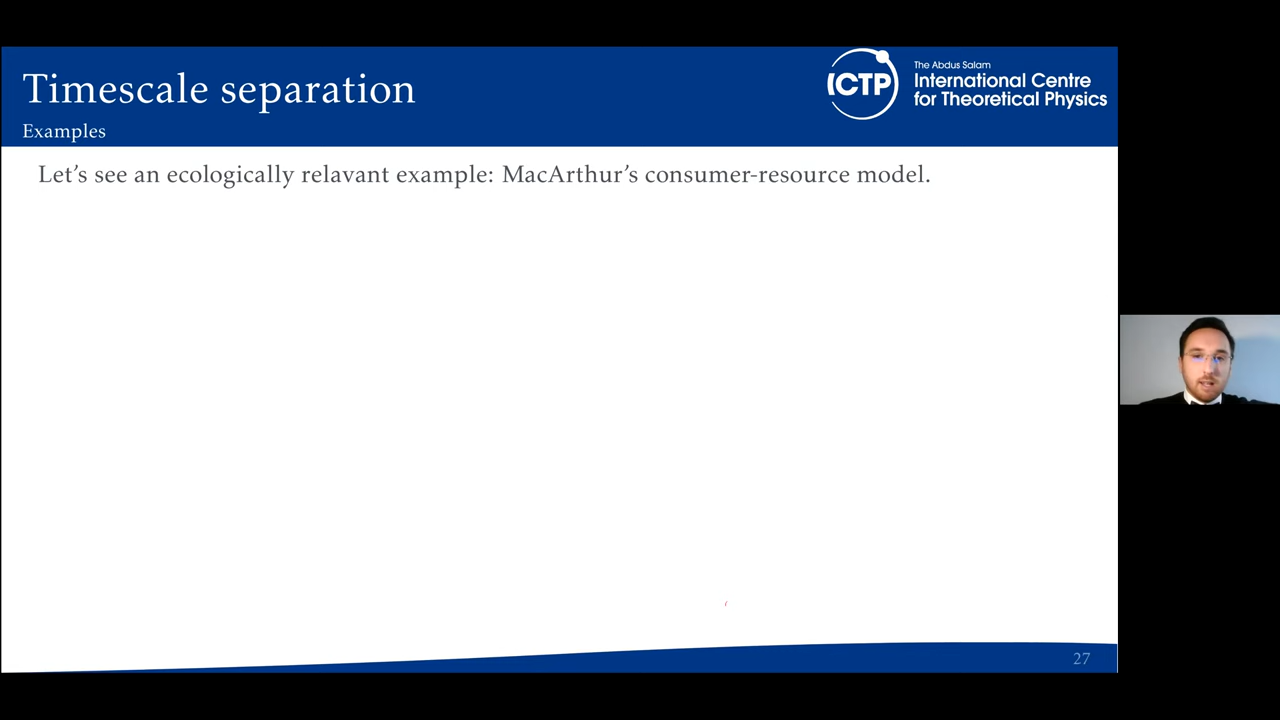 Timescale separation
Examples
ICTP
The Abdus Salam
International Centre
for Theoretical Physics
Let's see an ecologically relavant example: MacArthur's consumer-resource model.
27